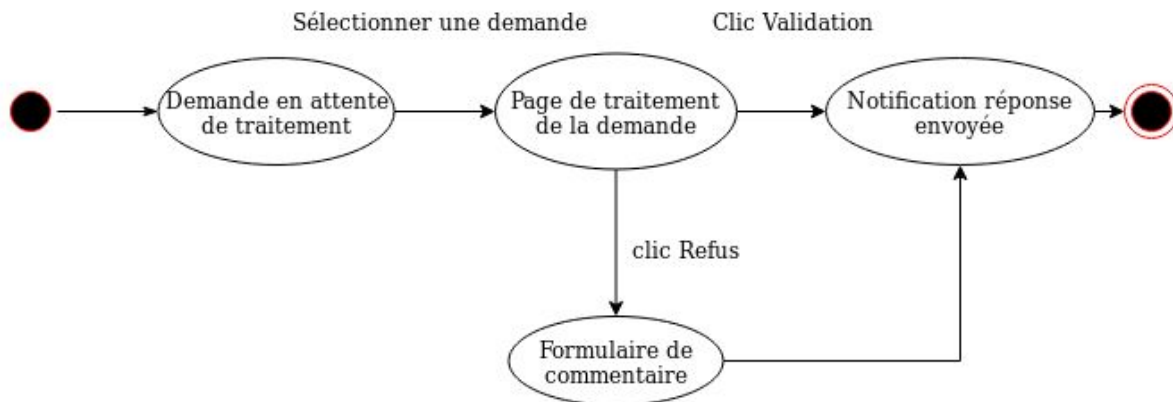 Sélectionner une demande
Clic Validation
Demande en attente
de traitement
Page de traitement
de la demande
Notification réponse
envoyée
clic Refus
Formulaire de
commentaire